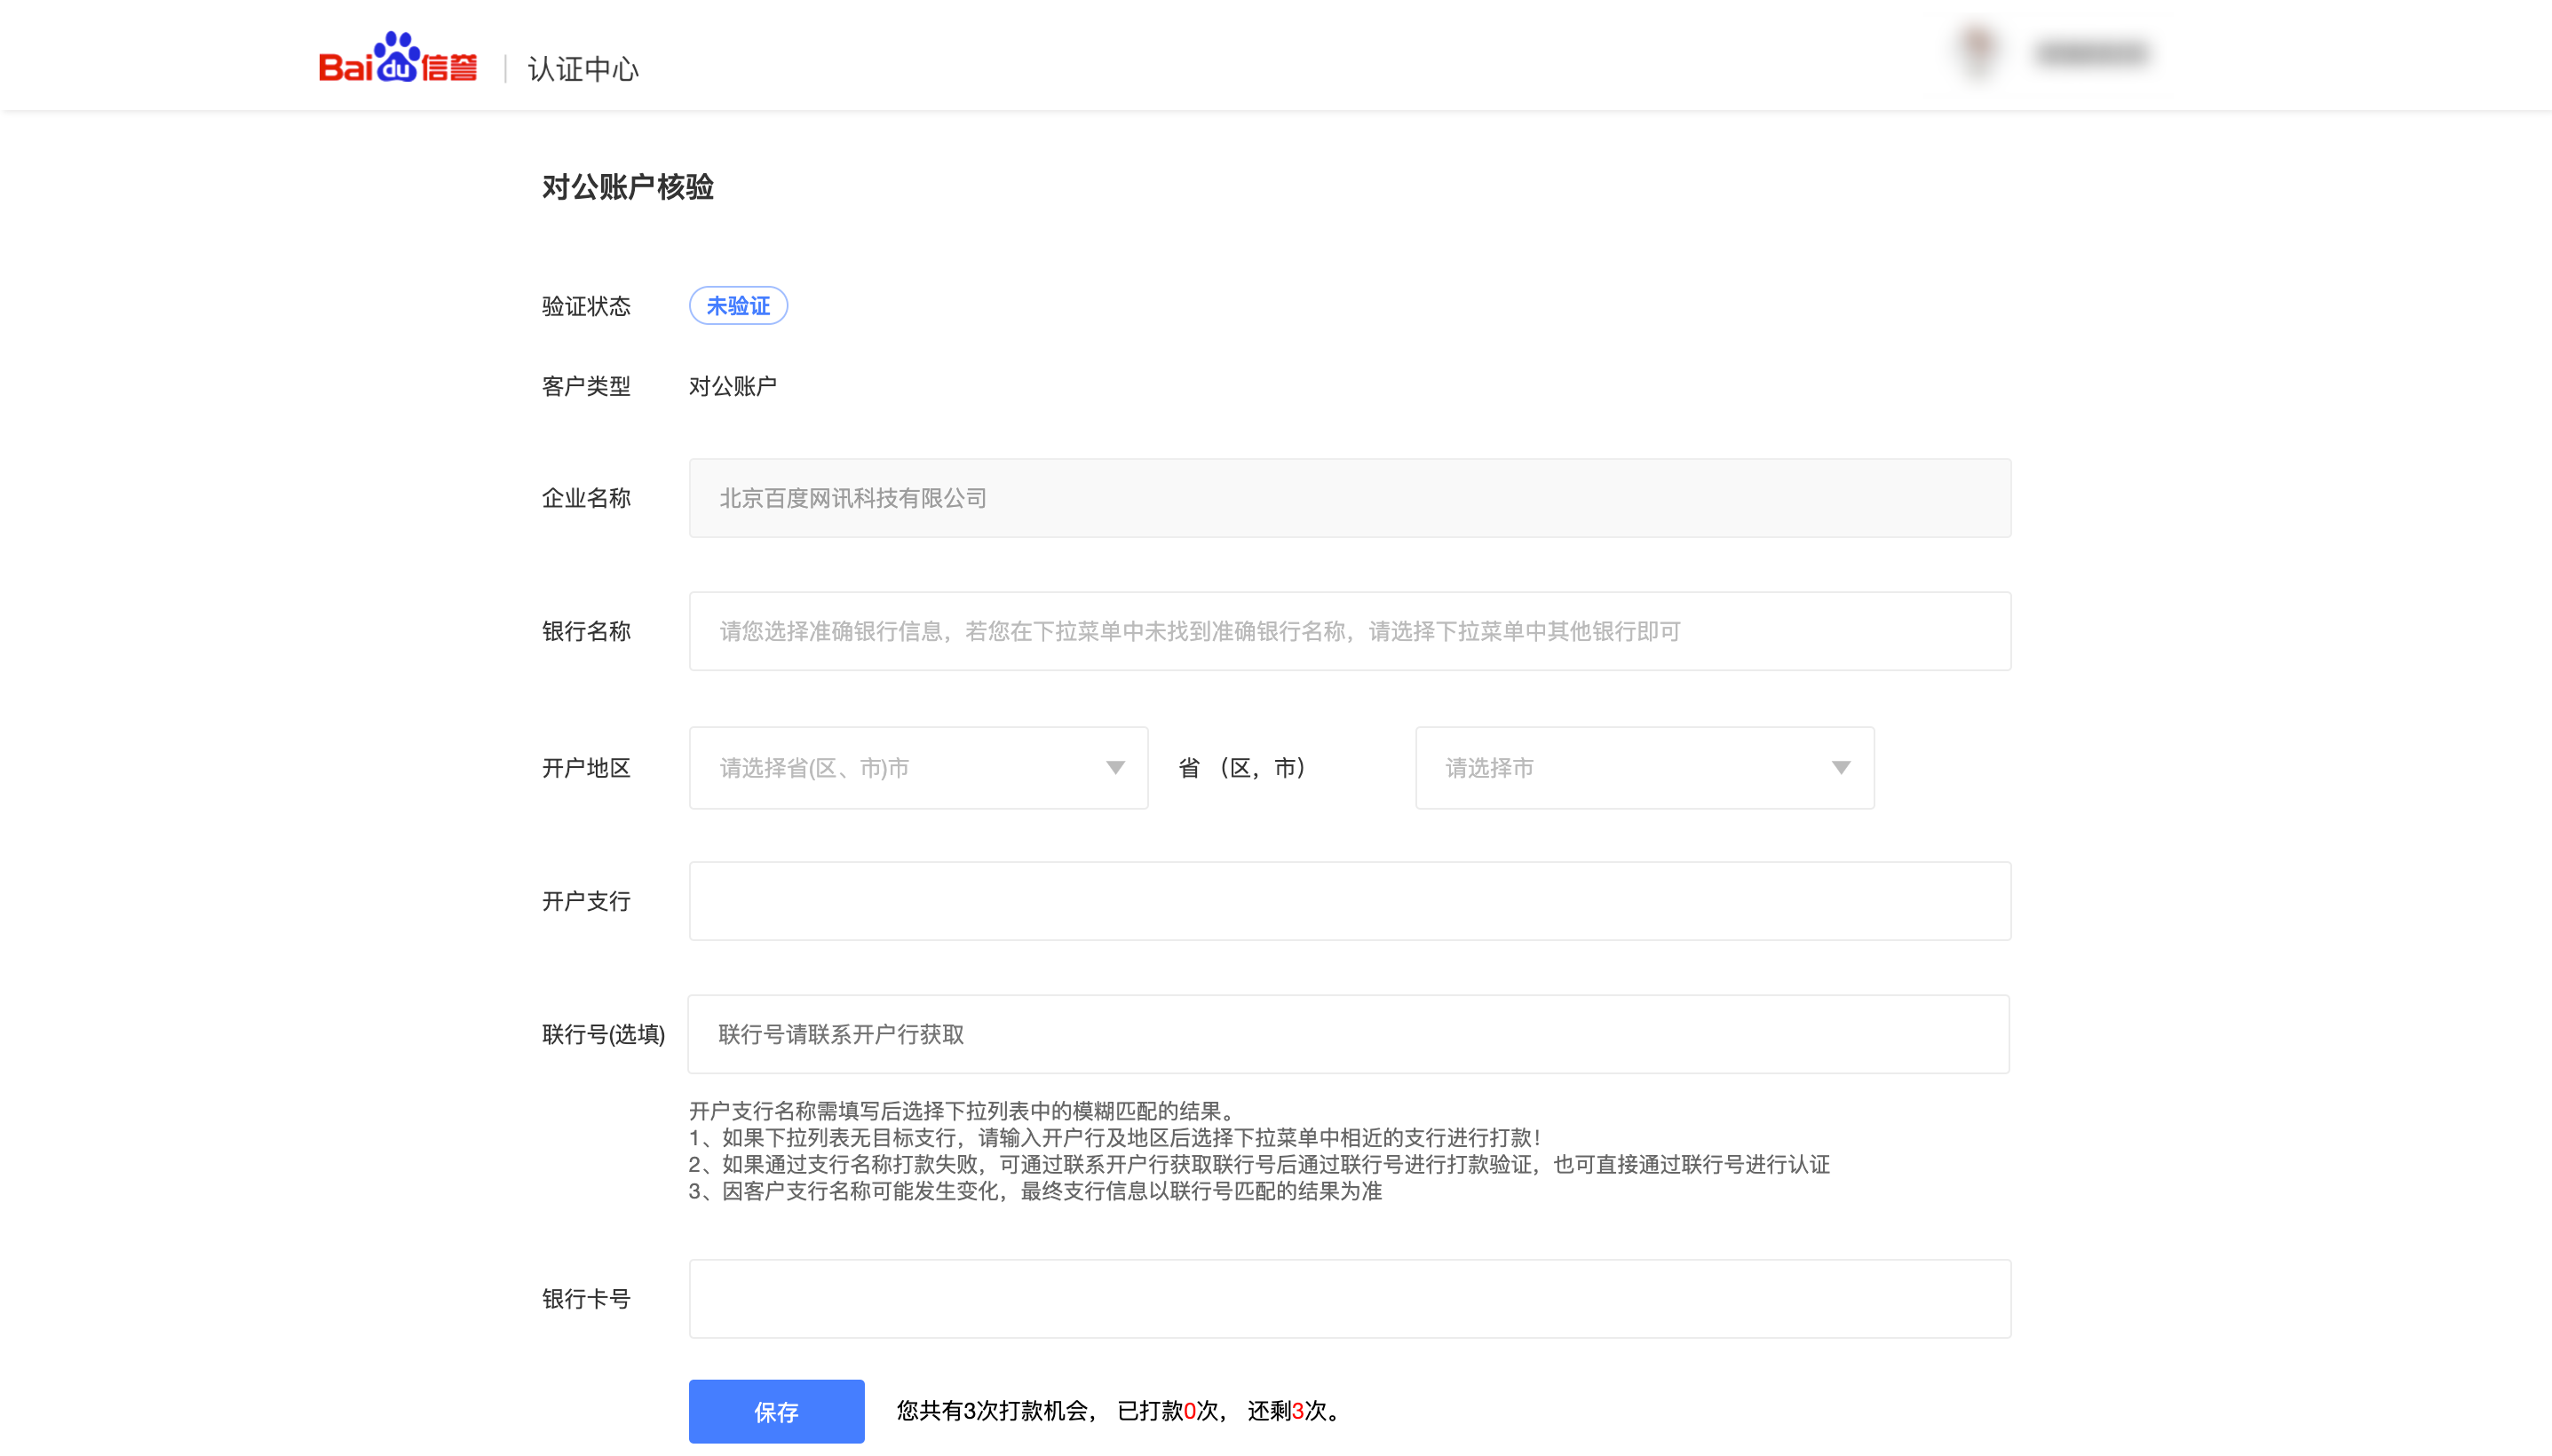 Baidu信誉 | 认证中心
对公账户核验
验证状态 未验证
客户类型 对公账户
企业名称 北京百度网讯科技有限公司
银行名称 请您选择准确银行信息，若您在下拉菜单中未找到准确银行名称，请选择下拉菜单中其他银行即可
开户地区 请选择省(区、市)市 省 （区，市） 请选择市
开户支行
联行号(选填) 联行号请联系开户行获取
开户支行名称需填写后选择下拉列表中的模糊匹配的结果。
1、如果下拉列表无目标支行，请输入开户行及地区后选择下拉菜单中相近的支行进行打款！
2、如果通过支行名称打款失败，可通过联系开户行获取联行号后通过联行号进行打款验证，也可直接通过联行号进行认证
3、因客户支行名称可能发生变化，最终支行信息以联行号匹配的结果为准
银行卡号
保存 您共有3次打款机会， 已打款0次， 还剩3次。